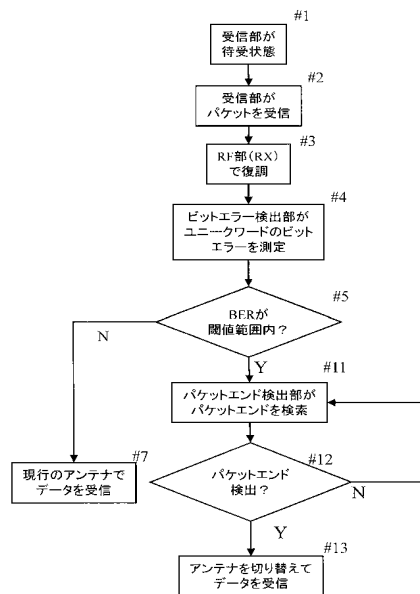 #1
受信部が
待受状態
#2
受信部が
パケットを受信
#3
RF部(RX)
で復調
#4
ビットエラー検出部が
ユニークワードのビット
エラーを測定
#5
BERが
閾値範囲内?
N
Y
#11
パケットエンド検出部が
パケットエンドを検索
#7
現行のアンテナで
データを受信
#12
パケットエンド
検出?
N
Y
#13
アンテナを切り替えて
データを受信